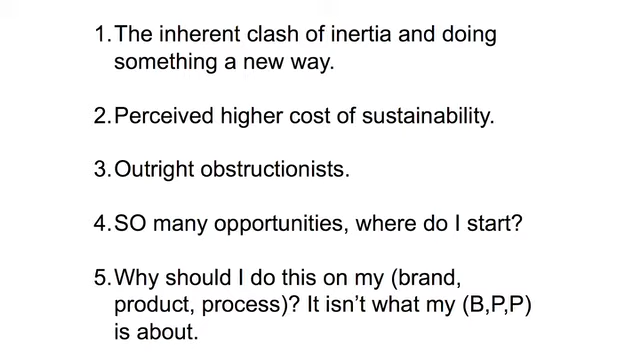 1. The inherent clash of inertia and doing
something a new way.
2. Perceived higher cost of sustainability.
3. Outright obstructionists.
4. SO many opportunities, where do I start?
5. Why should I do this on my (brand,
product, process)? It isn’t what my (B,P,P)
is about.